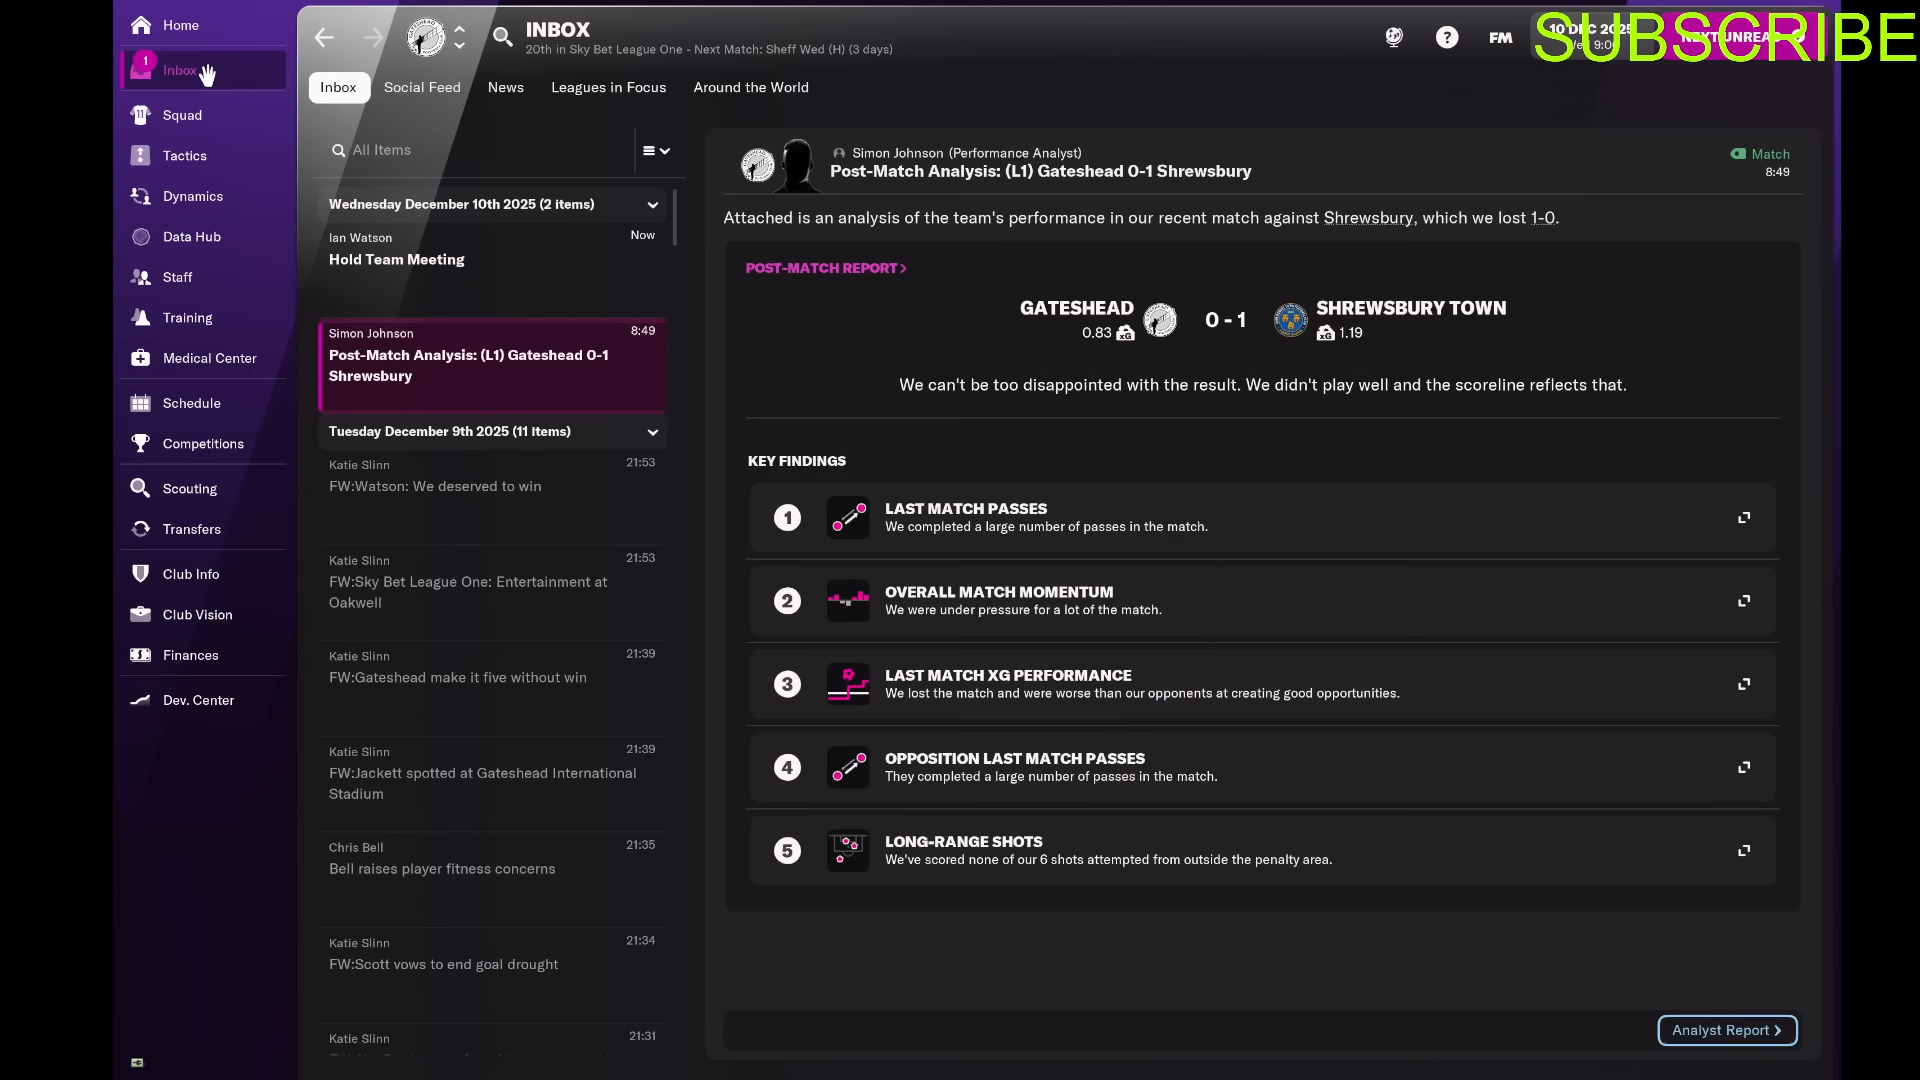 Home
INBOX
20th in Sky Bet League One - Next Match: Sheff Wed (H) (3 days)
FM
10 DEC 2025
SUBSCRIBE
1
Inbox
Squad
Tactics
Dynamics
Data Hub
Staff
Training
Medical Center
Schedule
Competitions
Scouting
Transfers
Club Info
Club Vision
Finances
Dev. Center
Inbox
Social Feed
News
Leagues in Focus
Around the World
All Items
Wednesday December 10th 2025 (2 items)
Ian Watson
Now
Hold Team Meeting
Simon Johnson
8:49
Post-Match Analysis: (L1) Gateshead 0-1
Shrewsbury
Tuesday December 9th 2025 (11 items)
Katie Slinn
21:53
FW:Watson: We deserved to win
Katie Slinn
21:53
FW:Sky Bet League One: Entertainment at
Oakwell
Katie Slinn
21:39
FW:Gateshead make it five without win
Katie Slinn
21:39
FW:Jackett spotted at Gateshead International
Stadium
Chris Bell
21:35
Bell raises player fitness concerns
Katie Slinn
21:34
FW:Scott vows to end goal drought
Katie Slinn
21:31
Simon Johnson (Performance Analyst)
Post-Match Analysis: (L1) Gateshead 0-1 Shrewsbury
Match
8:49
Attached is an analysis of the team's performance in our recent match against Shrewsbury, which we lost 1-0.
POST-MATCH REPORT >
GATESHEAD
0.83 xG
0 - 1
SHREWSBURY TOWN
xG 1.19
We can't be too disappointed with the result. We didn't play well and the scoreline reflects that.
KEY FINDINGS
1
LAST MATCH PASSES
We completed a large number of passes in the match.
2
OVERALL MATCH MOMENTUM
We were under pressure for a lot of the match.
3
LAST MATCH XG PERFORMANCE
We lost the match and were worse than our opponents at creating good opportunities.
4
OPPOSITION LAST MATCH PASSES
They completed a large number of passes in the match.
5
LONG-RANGE SHOTS
We've scored none of our 6 shots attempted from outside the penalty area.
Analyst Report >